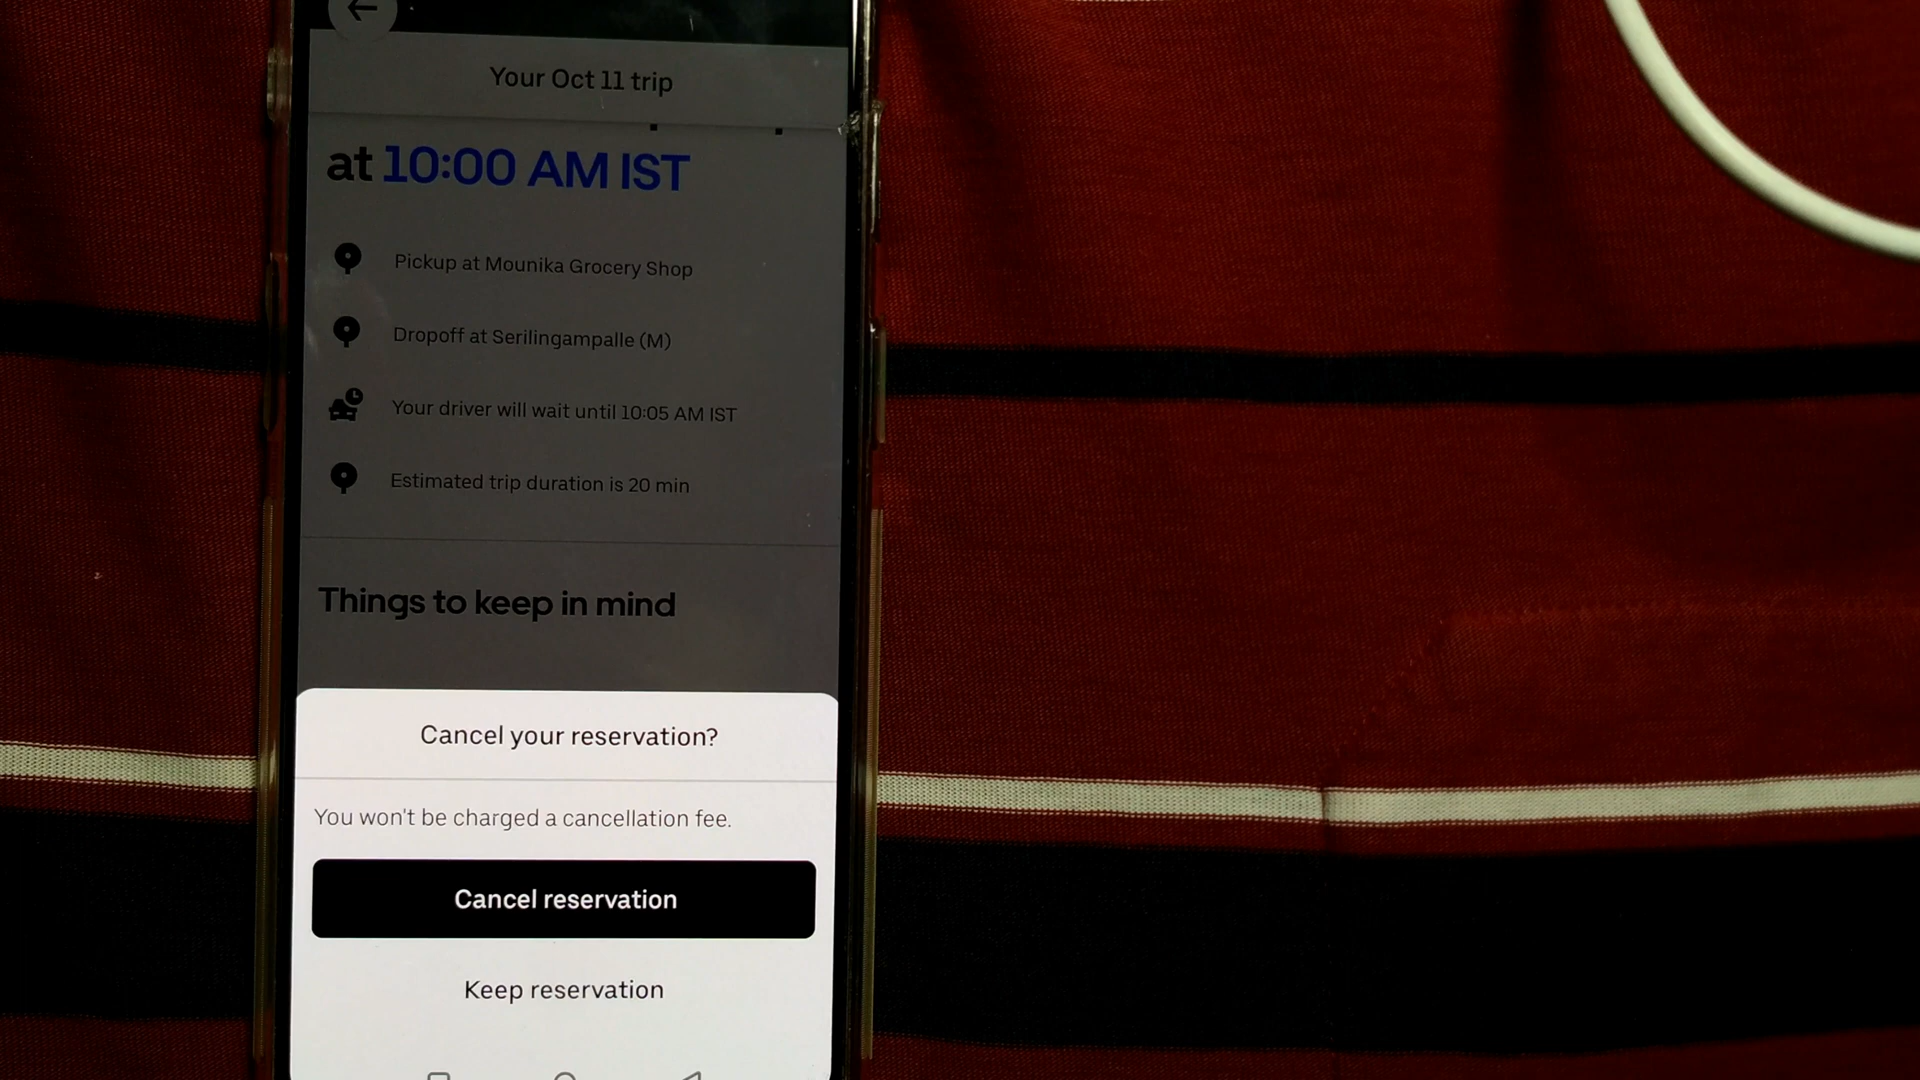 Your Oct 11 trip
at 10:00 AM IST
Pickup at Mounika Grocery Shop
Dropoff at Serilingampalle (M)
Your driver will wait until 10:05 AM IST
Estimated trip duration is 20 min
Things to keep in mind
Cancel your reservation?
You won't be charged a cancellation fee.
Cancel reservation
Keep reservation